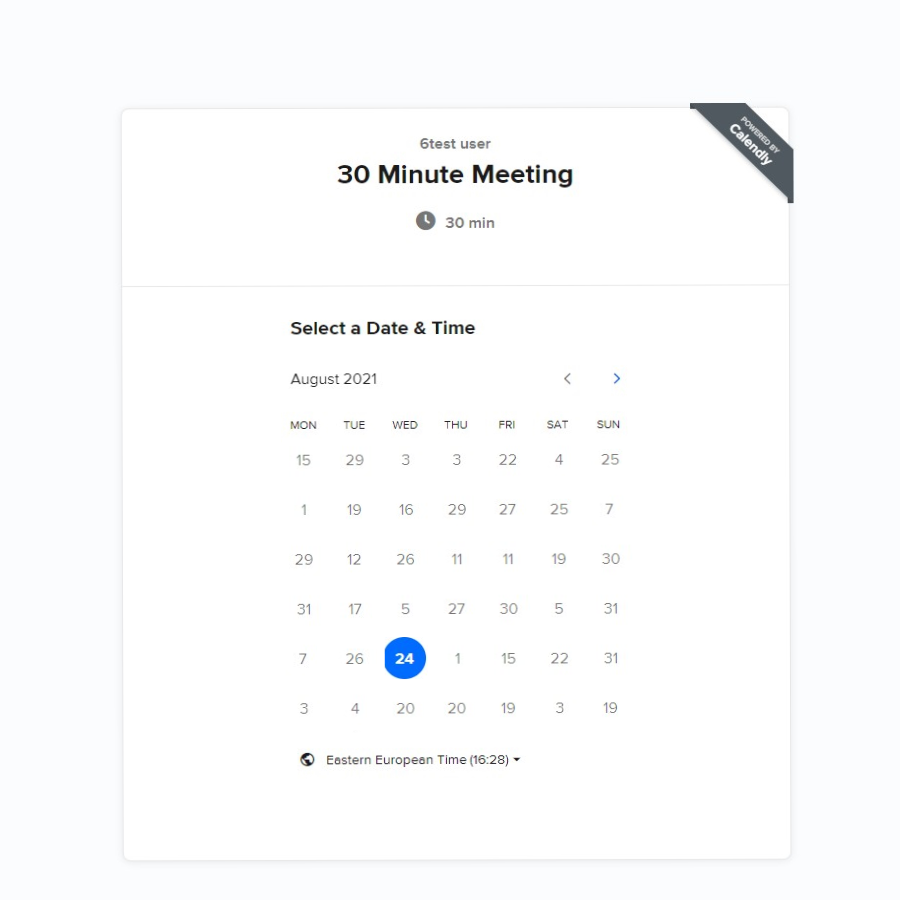 POWERED BY
Calendly
6test user
30 Minute Meeting
30 min
Select a Date & Time
August 2021
MON TUE WED THU FRI SAT SUN
15 29 3 3 22 4 25
1 19 16 29 27 25 7
29 12 26 11 11 19 30
31 17 5 27 30 5 31
7 26 24 1 15 22 31
3 4 20 20 19 3 19
Eastern European Time (16:28)